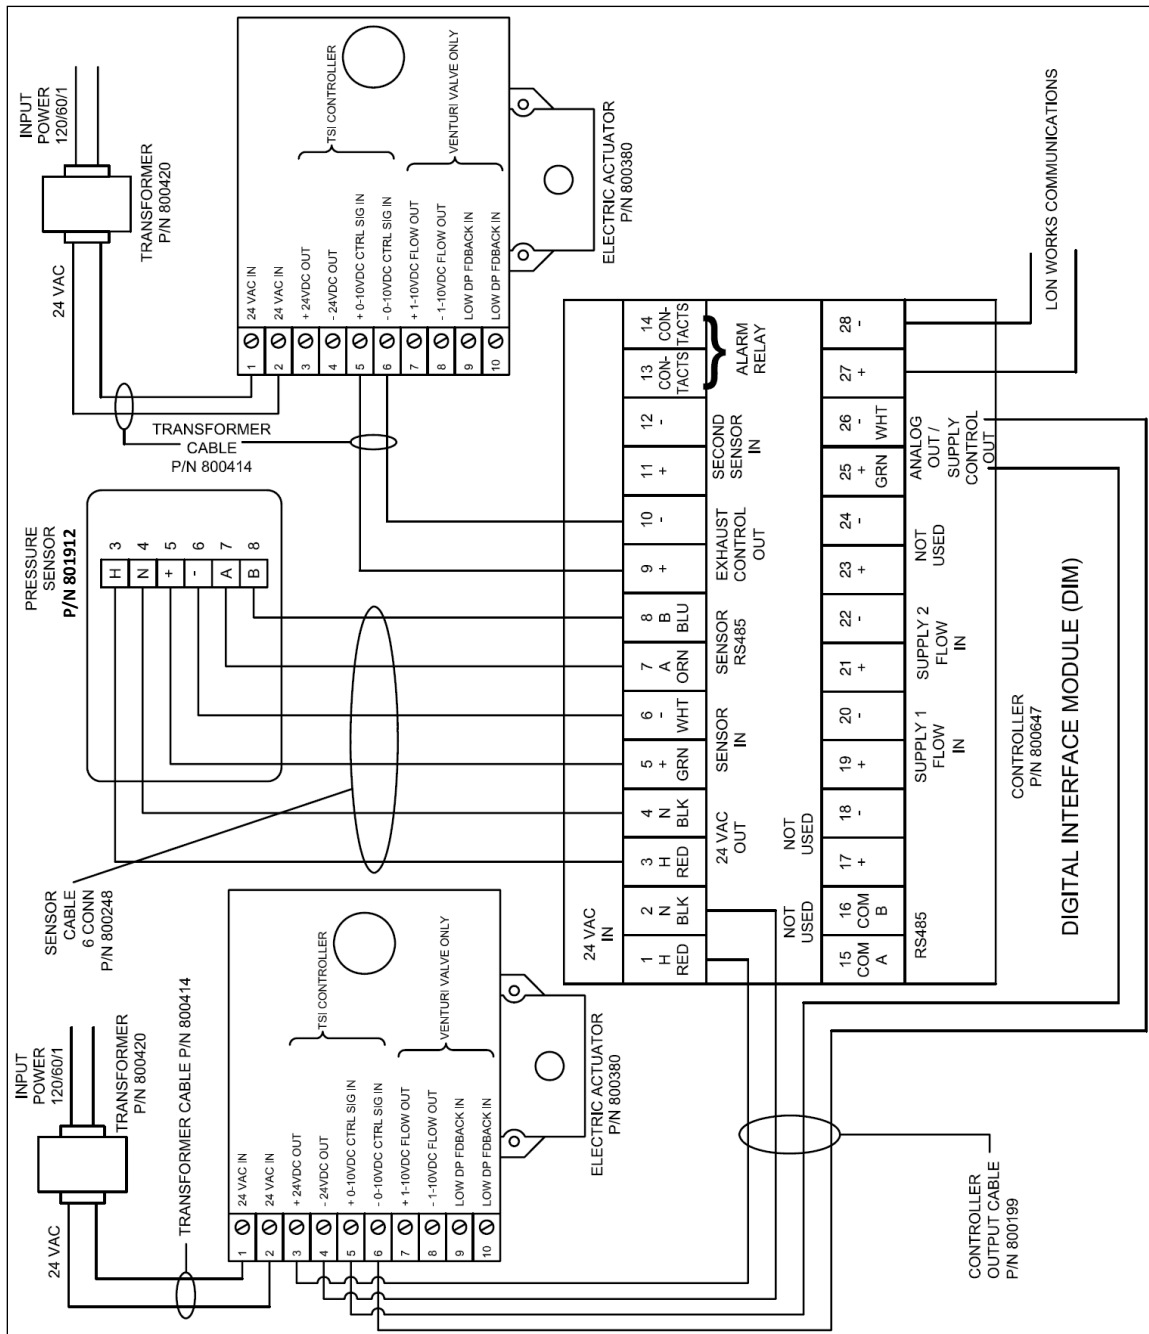 INPUT
POWER
120/60/1
TRANSFORMER
P/N 800420
24 VAC
TRANSFORMER
CABLE
P/N 800414
1 24 VAC IN
2 24 VAC IN
3 + 24VDC OUT
4 - 24VDC OUT
5 + 0-10VDC CTRL SIG IN
6 - 0-10VDC CTRL SIG IN
7 + 1-10VDC FLOW OUT
8 - 1-10VDC FLOW OUT
9 LOW DP FDBACK IN
10 LOW DP FDBACK IN
TSI CONTROLLER
VENTURI VALVE ONLY
ELECTRIC ACTUATOR
P/N 800380
PRESSURE
SENSOR
P/N 801912
H 3
N 4
+ 5
- 6
A 7
B 8
SENSOR
CABLE
6 CONN
P/N 800248
INPUT
POWER
120/60/1
TRANSFORMER
P/N 800420
24 VAC
TRANSFORMER CABLE P/N 800414
1 24 VAC IN
2 24 VAC IN
3 + 24VDC OUT
4 - 24VDC OUT
5 + 0-10VDC CTRL SIG IN
6 - 0-10VDC CTRL SIG IN
7 + 1-10VDC FLOW OUT
8 - 1-10VDC FLOW OUT
9 LOW DP FDBACK IN
10 LOW DP FDBACK IN
TSI CONTROLLER
VENTURI VALVE ONLY
ELECTRIC ACTUATOR
P/N 800380
24 VAC
IN
1 H RED
2 N BLK
3 H RED
4 N BLK
5 + GRN
6 - WHT
7 A ORN
8 B BLU
9 +
10 -
11 +
12 -
13 CON-
TACTS
14 CON-
TACTS
24 VAC
OUT
SENSOR
IN
SENSOR
RS485
EXHAUST
CONTROL
OUT
SECOND
SENSOR
IN
ALARM
RELAY
NOT
USED
NOT
USED
15 COM A
16 COM B
17 +
18 -
19 +
20 -
21 +
22 -
23 +
24 -
25 + GRN
26 - WHT
27 +
28 -
RS485
SUPPLY 1
FLOW
IN
SUPPLY 2
FLOW
IN
NOT
USED
ANALOG
OUT /
SUPPLY
CONTROL
OUT
LON WORKS COMMUNICATIONS
CONTROLLER
P/N 800647
DIGITAL INTERFACE MODULE (DIM)
CONTROLLER
OUTPUT CABLE
P/N 800199